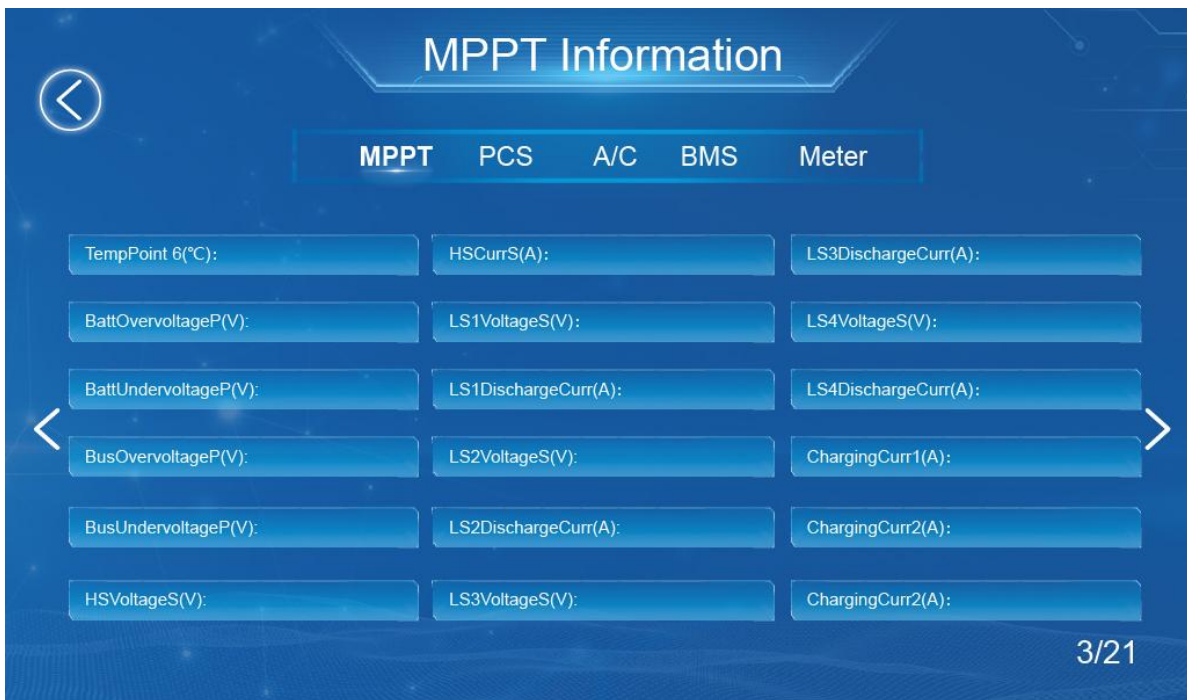 MPPT Information
MPPT PCS A/C BMS Meter
TempPoint 6(℃)： HSCurrS(A)： LS3DischargeCurr(A)：
BattOvervoltageP(V): LS1VoltageS(V)： LS4VoltageS(V)：
BattUndervoltageP(V): LS1DischargeCurr(A)： LS4DischargeCurr(A)：
BusOvervoltageP(V): LS2VoltageS(V): ChargingCurr1(A)：
BusUndervoltageP(V): LS2DischargeCurr(A): ChargingCurr2(A)：
HSVoltageS(V): LS3VoltageS(V): ChargingCurr2(A)：
3/21